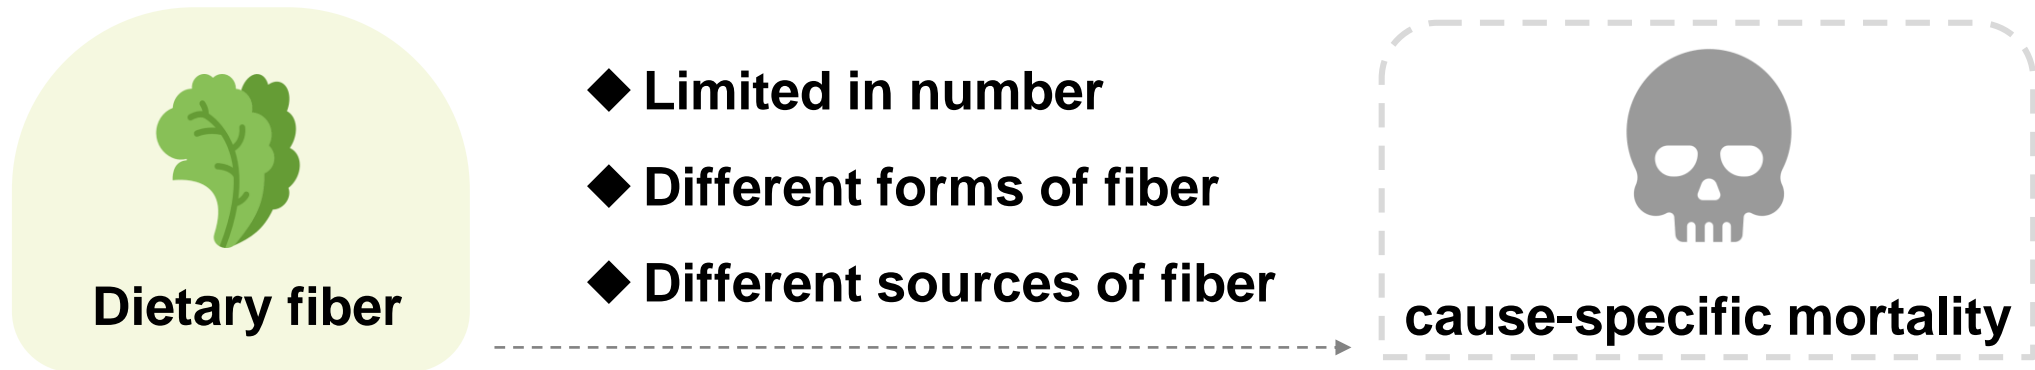 Dietary fiber
◆ Limited in number
◆ Different forms of fiber
◆ Different sources of fiber
cause-specific mortality